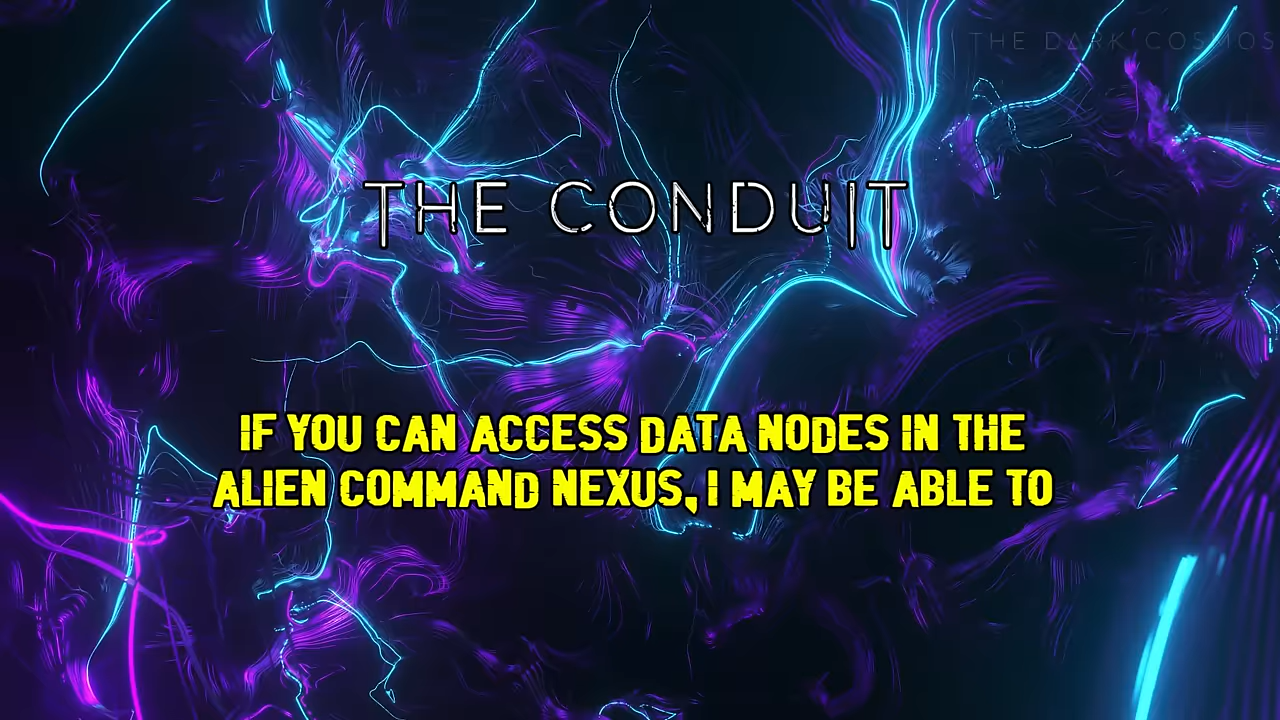 THE DARK COSMOS
THE CONDUIT
IF YOU CAN ACCESS DATA NODES IN THE
ALIEN COMMAND NEXUS, I MAY BE ABLE TO